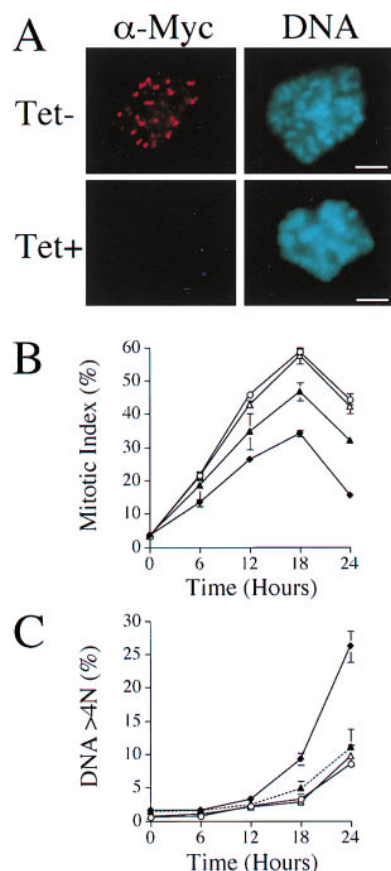 A
α-Myc DNA
Tet-
Tet+
B
Mitotic Index (%)
60
50
40
30
20
10
0
0 6 12 18 24
Time (Hours)
C
DNA >4N (%)
30
25
20
15
10
5
0
0 6 12 18 24
Time (Hours)